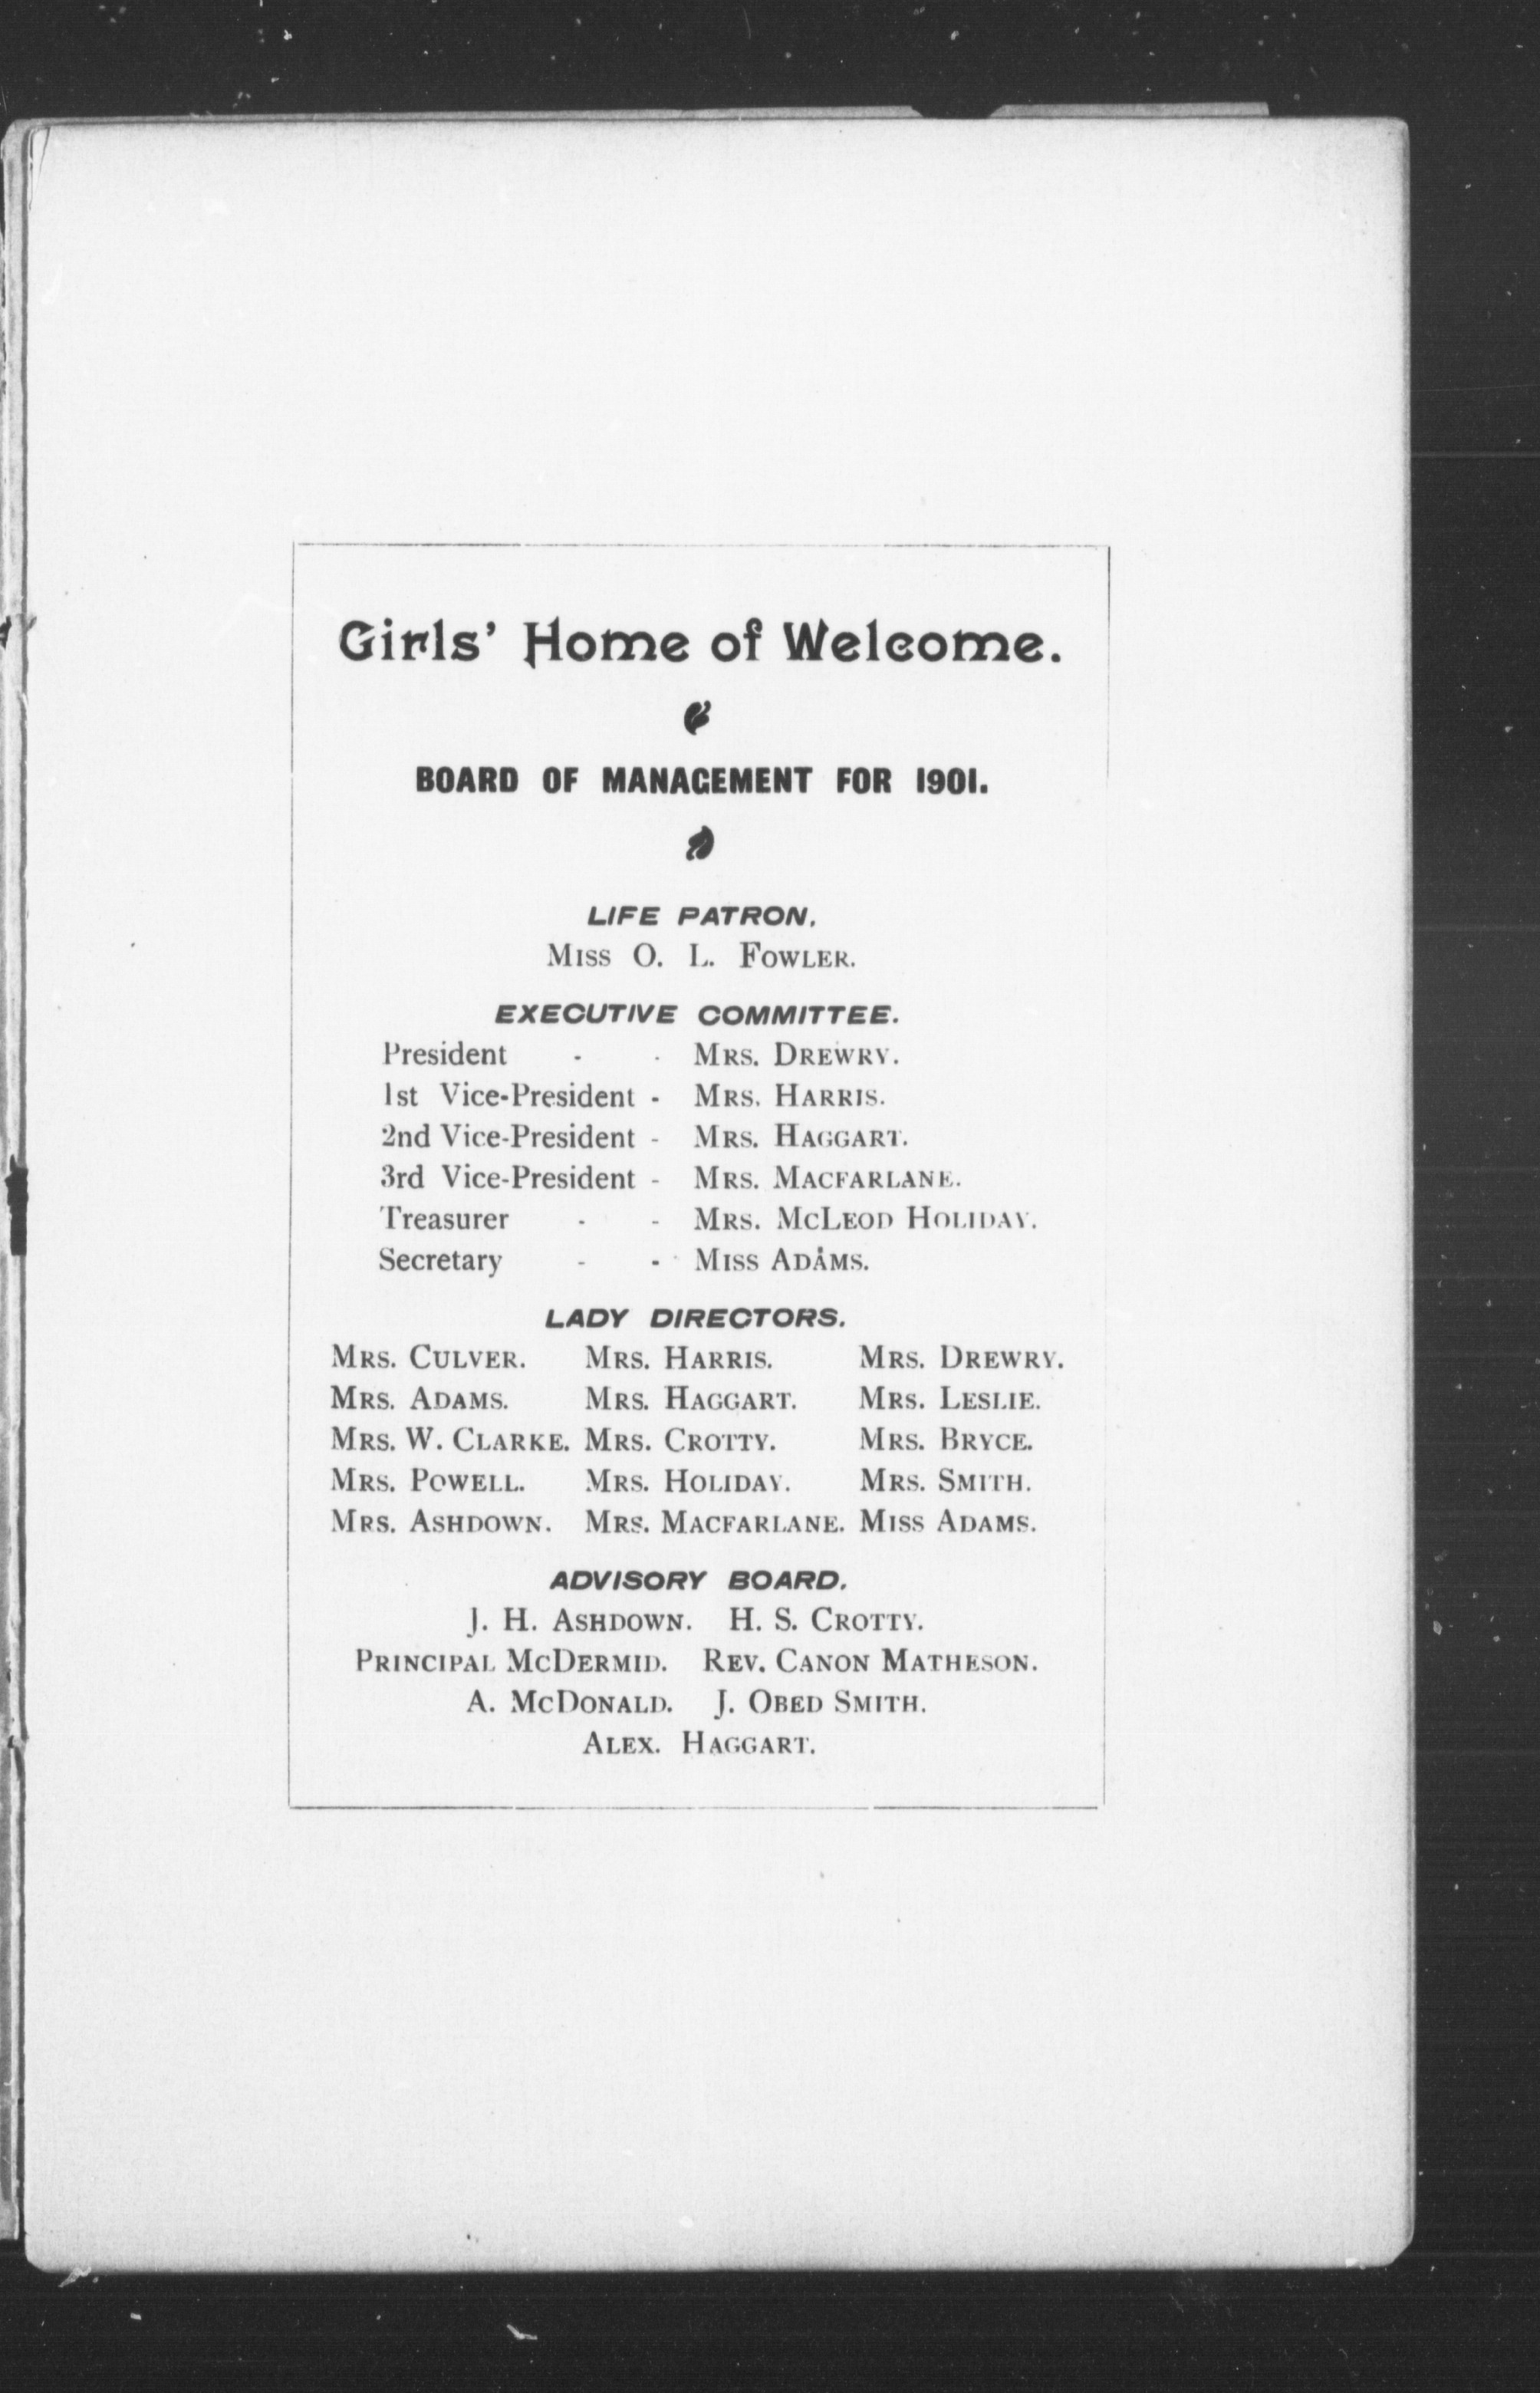 Girls' Home of Welcome.
BOARD OF MANAGEMENT FOR 1901.
LIFE PATRON.
MISS O. L. FOWLER.
EXECUTIVE COMMITTEE.
President - - MRS. DREWRY.
1st Vice-President - MRS. HARRIS.
2nd Vice-President - MRS. HAGGART.
3rd Vice-President - MRS. MACFARLANE.
Treasurer - - MRS. MCLEOD HOLIDAY.
Secretary - - MISS ADAMS.
LADY DIRECTORS.
MRS. CULVER. MRS. HARRIS. MRS. DREWRY.
MRS. ADAMS. MRS. HAGGART. MRS. LESLIE.
MRS. W. CLARKE. MRS. CROTTY. MRS. BRYCE.
MRS. POWELL. MRS. HOLIDAY. MRS. SMITH.
MRS. ASHDOWN. MRS. MACFARLANE. MISS ADAMS.
ADVISORY BOARD.
J. H. ASHDOWN. H. S. CROTTY.
PRINCIPAL MCDERMID. REV. CANON MATHESON.
A. MCDONALD. J. OBED SMITH.
ALEX. HAGGART.